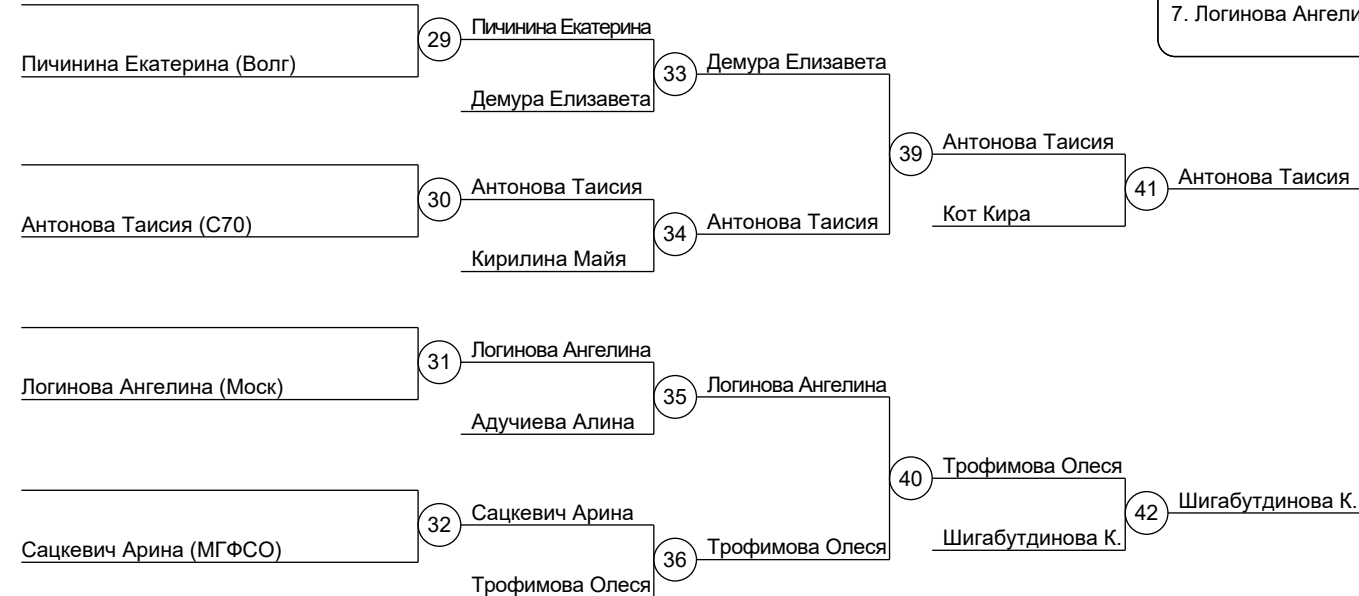 7. Логинова Ангели
29
Пичинина Екатерина
Пичинина Екатерина (Волг)
33
Демура Елизавета
Демура Елизавета
39
Антонова Таисия
30
Антонова Таисия
41
Антонова Таисия
Антонова Таисия (С70)
34
Антонова Таисия
Кот Кира
Кирилина Майя
31
Логинова Ангелина
Логинова Ангелина (Моск)
35
Логинова Ангелина
Адучиева Алина
40
Трофимова Олеся
32
Сацкевич Арина
42
Шигабутдинова К.
Сацкевич Арина (МГФСО)
36
Трофимова Олеся
Шигабутдинова К.
Трофимова Олеся